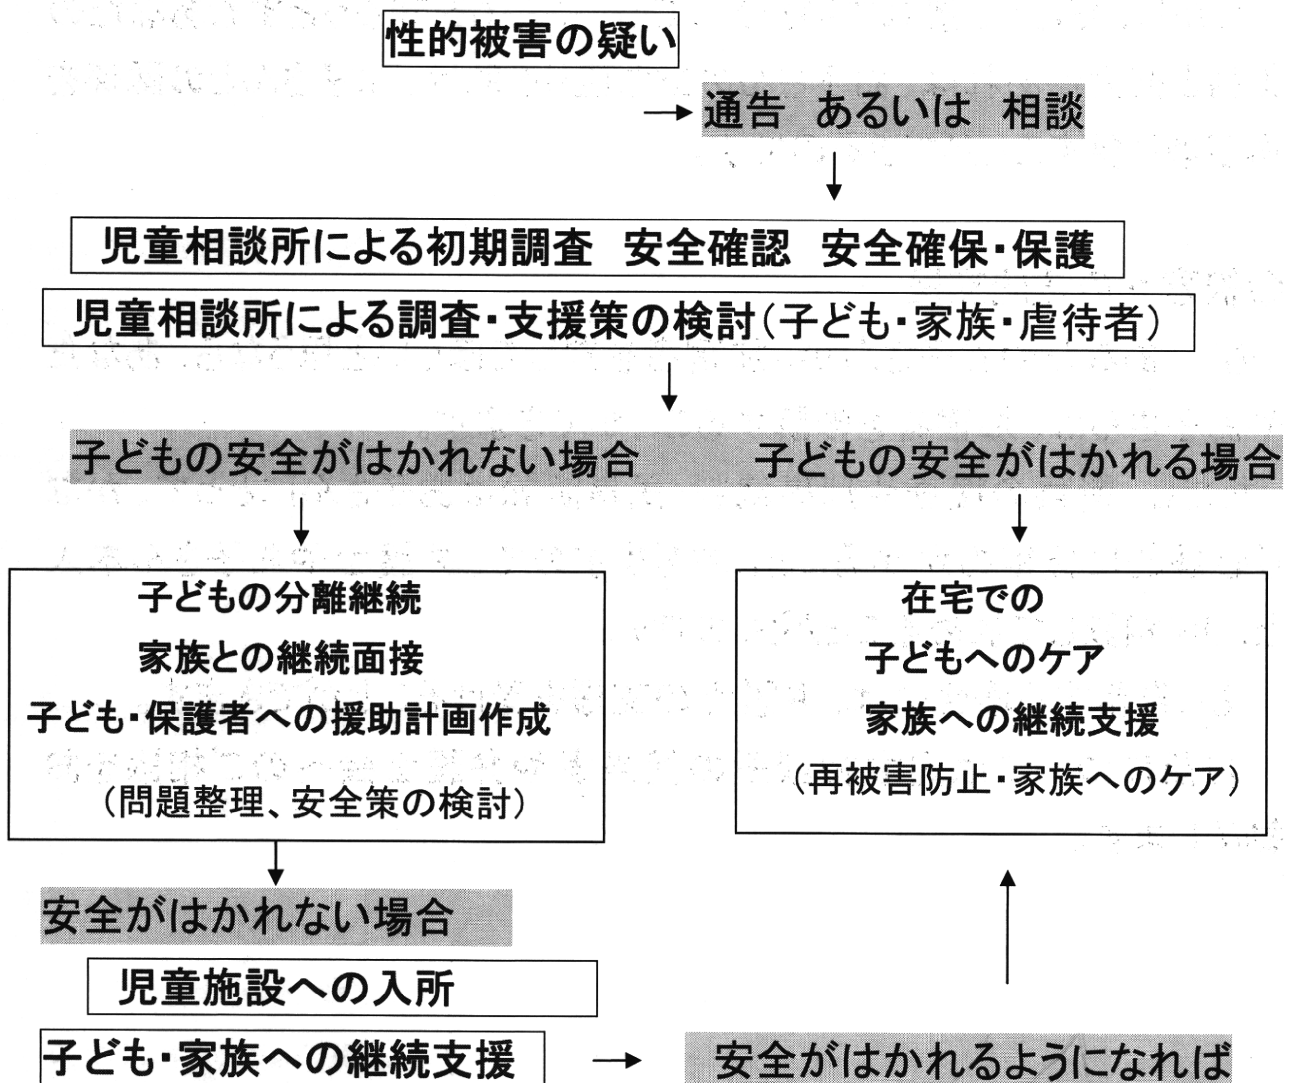 性的被害の疑い
通告 あるいは 相談
児童相談所による初期調査 安全確認 安全確保・保護
児童相談所による調査・支援策の検討(子ども・家族・虐待者)
子どもの安全がはかれない場合 子どもの安全がはかれる場合
子どもの分離継続
家族との継続面接
子ども・保護者への援助計画作成
(問題整理、安全策の検討)
在宅での
子どもへのケア
家族への継続支援
(再被害防止・家族へのケア)
安全がはかれない場合
児童施設への入所
子ども・家族への継続支援
安全がはかれるようになれば